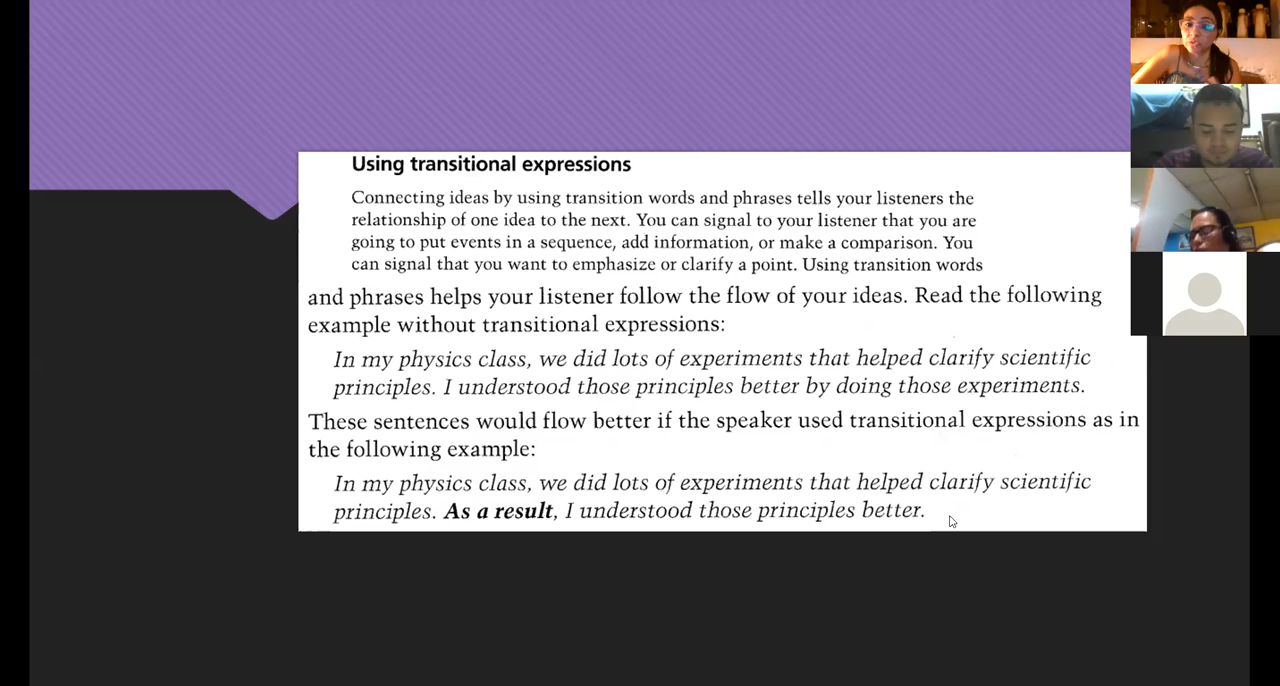 Using transitional expressions
Connecting ideas by using transition words and phrases tells your listeners the
relationship of one idea to the next. You can signal to your listener that you are
going to put events in a sequence, add information, or make a comparison. You
can signal that you want to emphasize or clarify a point. Using transition words
and phrases helps your listener follow the flow of your ideas. Read the following
example without transitional expressions:
In my physics class, we did lots of experiments that helped clarify scientific
principles. I understood those principles better by doing those experiments.
These sentences would flow better if the speaker used transitional expressions as in
the following example:
In my physics class, we did lots of experiments that helped clarify scientific
principles. As a result, I understood those principles better.